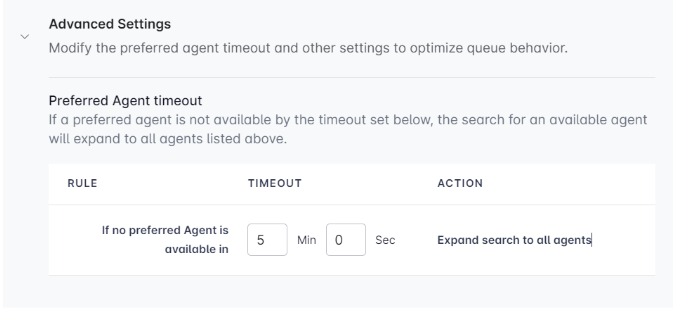 Advanced Settings
Modify the preferred agent timeout and other settings to optimize queue behavior.
Preferred Agent timeout
If a preferred agent is not available by the timeout set below, the search for an available agent
will expand to all agents listed above.
RULE TIMEOUT ACTION
If no preferred Agent is
available in
5 Min 0 Sec
Expand search to all agents